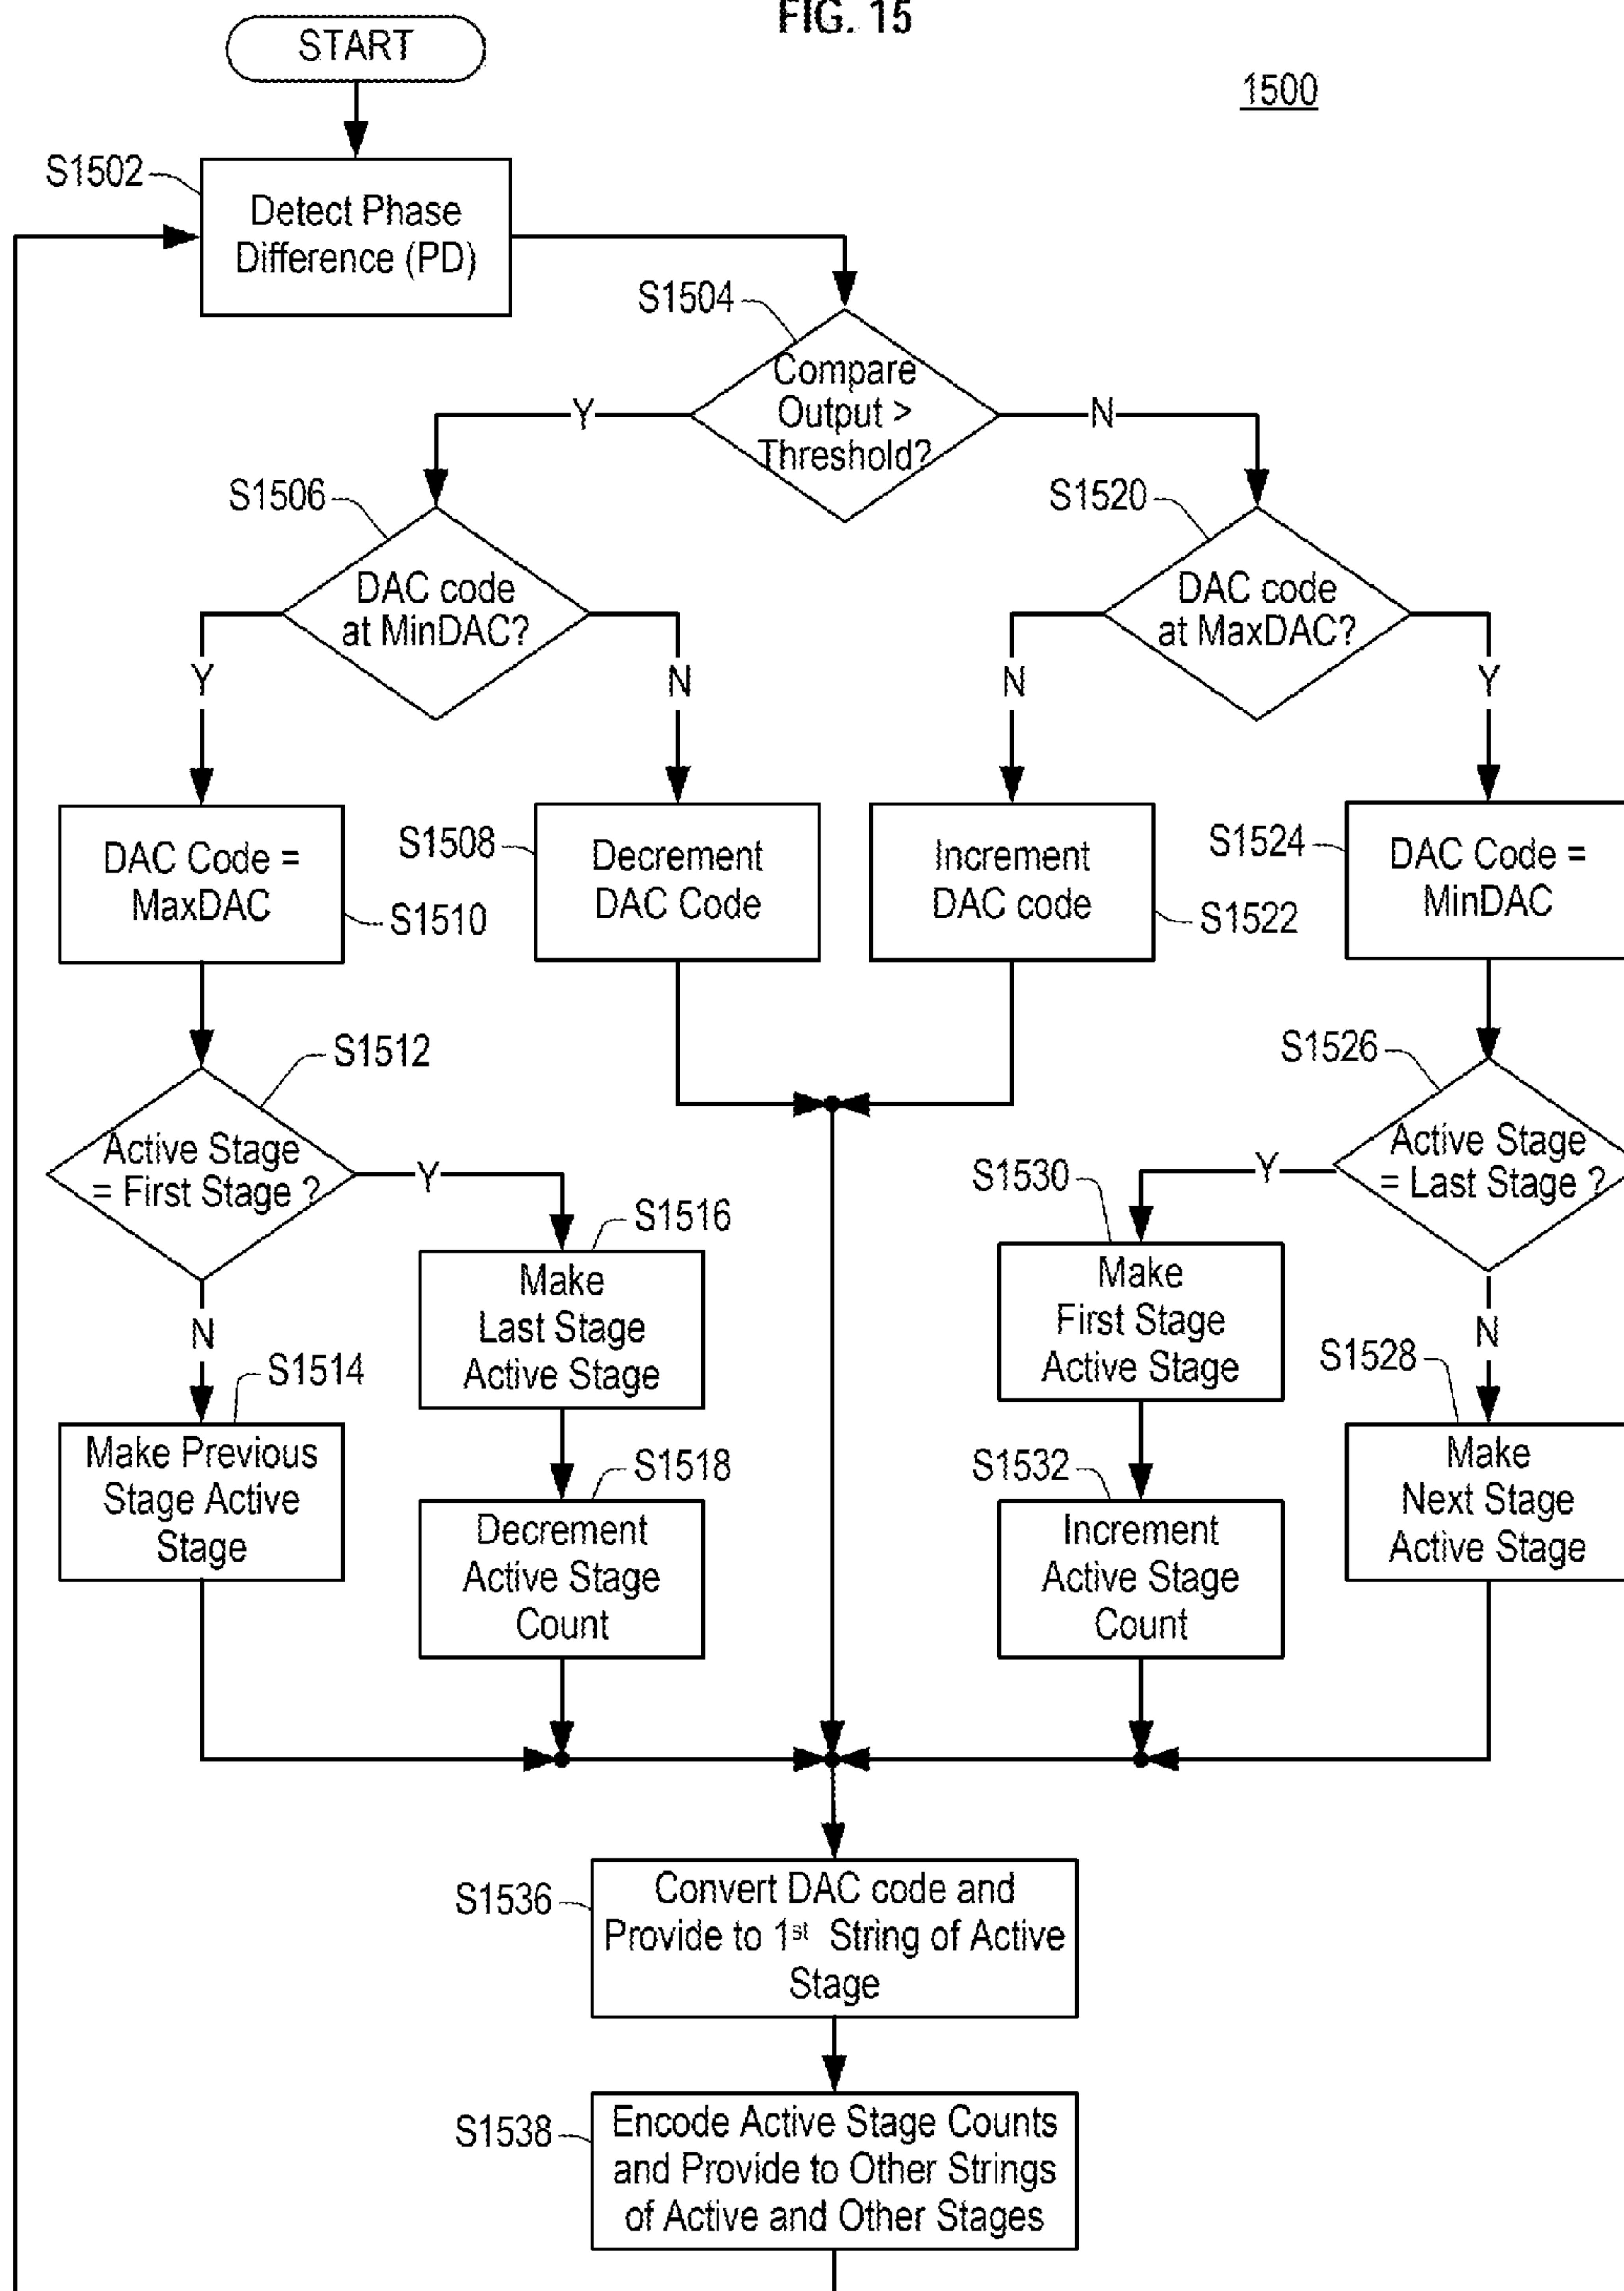 FIG. 15
START
1500
S1502
Detect Phase
Difference (PD)
S1504
Compare
Output >
Threshold?
Y
N
S1506
DAC code
at MinDAC?
S1520
DAC code
at MaxDAC?
Y
N
N
Y
DAC Code =
MaxDAC
S1510
S1508
Decrement
DAC Code
Increment
DAC code
S1522
S1524
DAC Code =
MinDAC
S1512
Active Stage
= First Stage ?
Y
N
S1526
Active Stage
= Last Stage ?
Y
N
S1516
Make
Last Stage
Active Stage
S1530
Make
First Stage
Active Stage
S1514
Make Previous
Stage Active
Stage
S1518
Decrement
Active Stage
Count
S1532
Increment
Active Stage
Count
S1528
Make
Next Stage
Active Stage
S1536
Convert DAC code and
Provide to 1st String of Active
Stage
S1538
Encode Active Stage Counts
and Provide to Other Strings
of Active and Other Stages